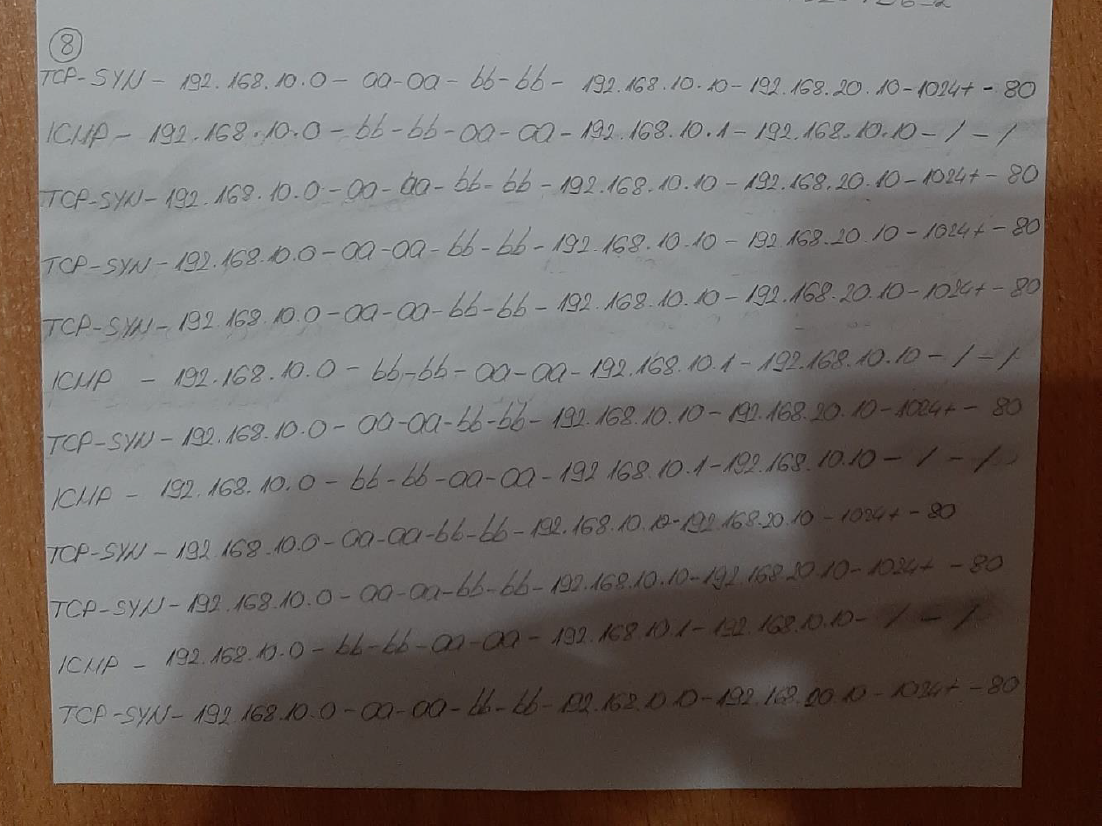 8
TCP-SYN - 192.168.10.0 - aa-aa - bb-bb - 192.168.10.10 - 192.168.20.10 - 1024+ - 80
ICMP - 192.168.10.0 - bb-bb - aa-aa - 192.168.10.1 - 192.168.10.10 - / - /
TCP-SYN - 192.168.10.0 - aa-aa - bb-bb - 192.168.10.10 - 192.168.20.10 - 1024+ - 80
TCP-SYN - 192.168.10.0 - aa-aa - bb-bb - 192.168.10.10 - 192.168.20.10 - 1024+ - 80
TCP-SYN - 192.168.10.0 - aa-aa - bb-bb - 192.168.10.10 - 192.168.20.10 - 1024+ - 80
ICMP - 192.168.10.0 - bb-bb - aa-aa - 192.168.10.1 - 192.168.10.10 - / - /
TCP-SYN - 192.168.10.0 - aa-aa - bb-bb - 192.168.10.10 - 192.168.20.10 - 1024+ - 80
ICMP - 192.168.10.0 - bb-bb - aa-aa - 192.168.10.1 - 192.168.10.10 - / - /
TCP-SYN - 192.168.10.0 - aa-aa - bb-bb - 192.168.10.10 - 192.168.20.10 - 1024+ - 80
TCP-SYN - 192.168.10.0 - aa-aa - bb-bb - 192.168.10.10 - 192.168.20.10 - 1024+ - 80
ICMP - 192.168.10.0 - bb-bb - aa-aa - 192.168.10.1 - 192.168.10.10 - / - /
TCP-SYN - 192.168.10.0 - aa-aa - bb-bb - 192.168.10.10 - 192.168.20.10 - 1024+ - 80